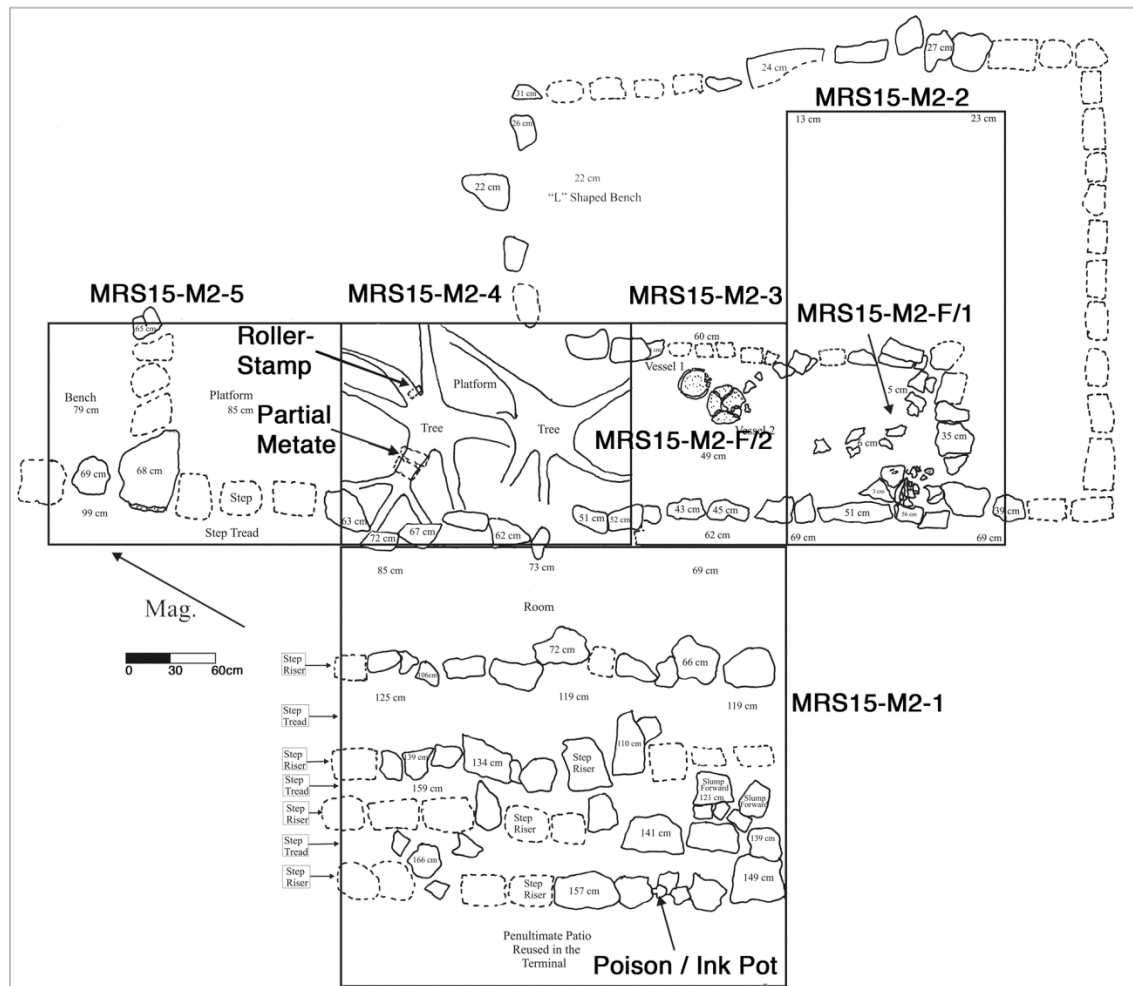 27 cm
24 cm
31 cm
MRS15-M2-2
13 cm
23 cm
26 cm
22 cm
22 cm
"L" Shaped Bench
MRS15-M2-5
MRS15-M2-4
MRS15-M2-3
MRS15-M2-F/1
65 cm
Roller-
Stamp
60 cm
Vessel 1
Bench
79 cm
Platform
85 cm
Platform
5 cm
Partial
Metate
Tree
Tree
Vessel 2
MRS15-M2-F/2
49 cm
6 cm
35 cm
69 cm
68 cm
99 cm
Step
Step Tread
63 cm
72 cm
67 cm
62 cm
51 cm
52 cm
43 cm
45 cm
62 cm
3 cm
51 cm
56 cm
39 cm
69 cm
69 cm
85 cm
73 cm
69 cm
Mag.
Room
0 30 60cm
Step
Riser
106cm
72 cm
66 cm
125 cm
119 cm
119 cm
MRS15-M2-1
Step
Tread
Step
Riser
139 cm
134 cm
Step
Riser
110 cm
Step
Tread
159 cm
Slump
Forward
121 cm
Slump
Forward
Step
Riser
Step
Riser
141 cm
139 cm
Step
Tread
166 cm
Step
Riser
Step
Riser
157 cm
149 cm
Penultimate Patio
Reused in the
Terminal
Poison / Ink Pot